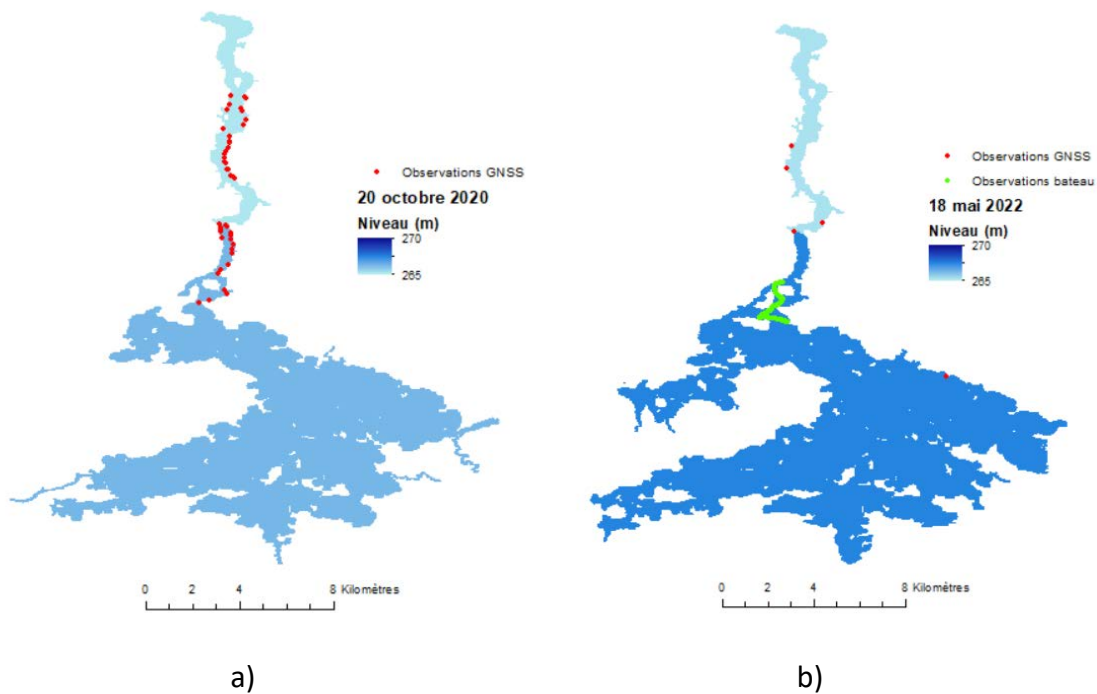 Observations GNSS
20 octobre 2020
Niveau (m)
270
265
0 2 4 8 Kilomètres
a)
Observations GNSS
Observations bateau
18 mai 2022
Niveau (m)
270
265
0 2 4 8 Kilomètres
b)